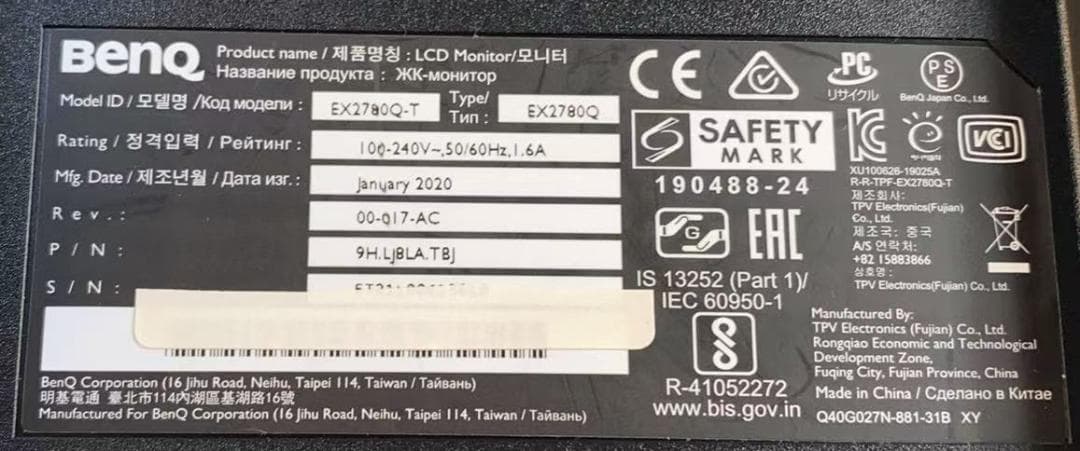 BenQ
Product name / 제품명칭 : LCD Monitor/모니터
Название продукта : ЖК-монитор
Model ID / 모델명 /Код модели : EX2780Q-T Type/ Тип : EX2780Q
Rating / 정격입력 / Рейтинг : 100-240V~,50/60Hz,1.6A
Mfg. Date / 제조년월 / Дата изг. : January 2020
Rev. : 00-017-AC
P/N : 9H.LJ8LA.TBJ
S/N :
BenQ Corporation (16 Jihu Road, Neihu, Taipei 114, Taiwan / Тайвань)
明基電通 臺北市114內湖區基湖路16號
Manufactured For BenQ Corporation (16 Jihu Road, Neihu, Taipei 114, Taiwan / Тайвань)
CE
PC
リサイクル
PSE
BenQ Japan Co., Ltd.
S SAFETY
MARK
190488-24
KC
VCCI
XU100626-19025A
R-R-TPF-EX2780Q-T
제조회사:
TPV Electronics(Fujian)
Co., Ltd.
제조국: 중국
A/S 연락처:
+82 15883866
상호명:
TPV Electronics(Fujian) Co., Ltd.
G
EAC
IS 13252 (Part 1)/
IEC 60950-1
R-41052272
www.bis.gov.in
Manufactured By:
TPV Electronics (Fujian) Co., Ltd.
Rongqiao Economic and Technological
Development Zone,
Fuqing City, Fujian Province, China
Made in China / Сделано в Китае
Q40G027N-881-31B XY